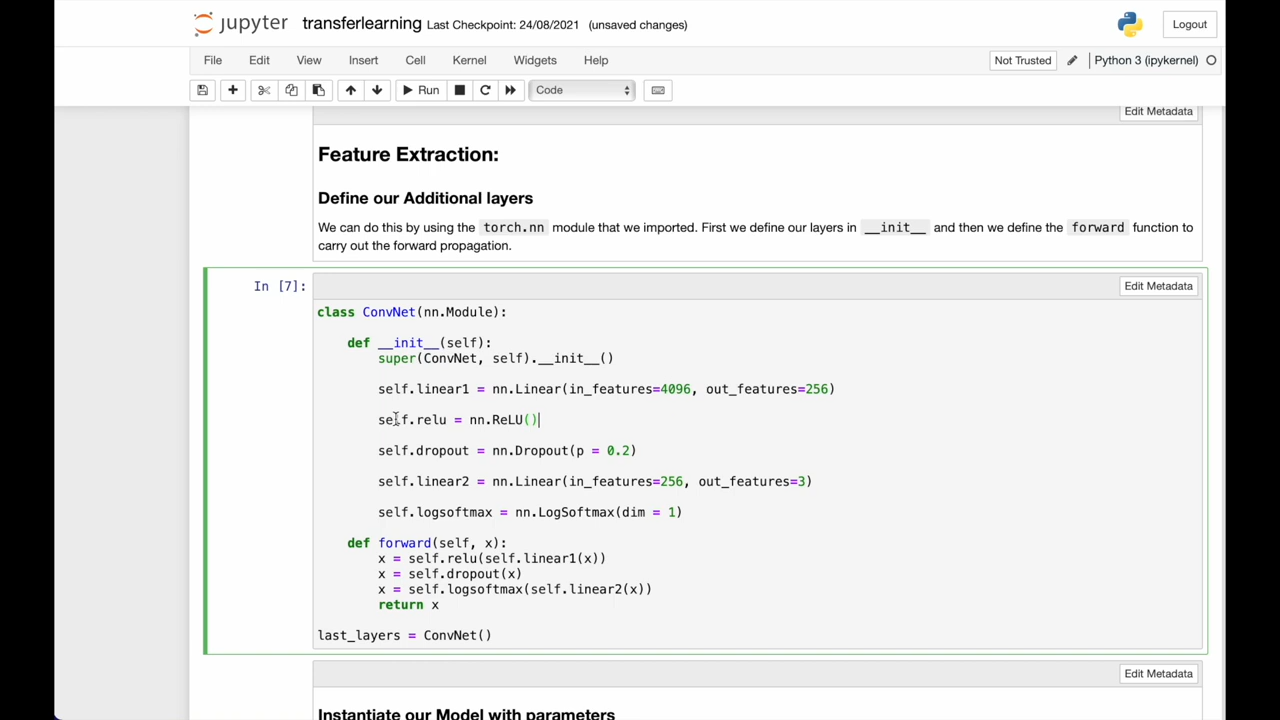 jupyter transferlearning Last Checkpoint: 24/08/2021 (unsaved changes) Logout
File Edit View Insert Cell Kernel Widgets Help Not Trusted Python 3 (ipykernel)
Run Code
Edit Metadata
Feature Extraction:
Define our Additional layers
We can do this by using the torch.nn module that we imported. First we define our layers in __init__ and then we define the forward function to
carry out the forward propagation.
In [7]: Edit Metadata
class ConvNet(nn.Module):
def __init__(self):
super(ConvNet, self).__init__()
self.linear1 = nn.Linear(in_features=4096, out_features=256)
self.relu = nn.ReLU()
self.dropout = nn.Dropout(p = 0.2)
self.linear2 = nn.Linear(in_features=256, out_features=3)
self.logsoftmax = nn.LogSoftmax(dim = 1)
def forward(self, x):
x = self.relu(self.linear1(x))
x = self.dropout(x)
x = self.logsoftmax(self.linear2(x))
return x
last_layers = ConvNet()
Edit Metadata
Instantiate our Model with parameters